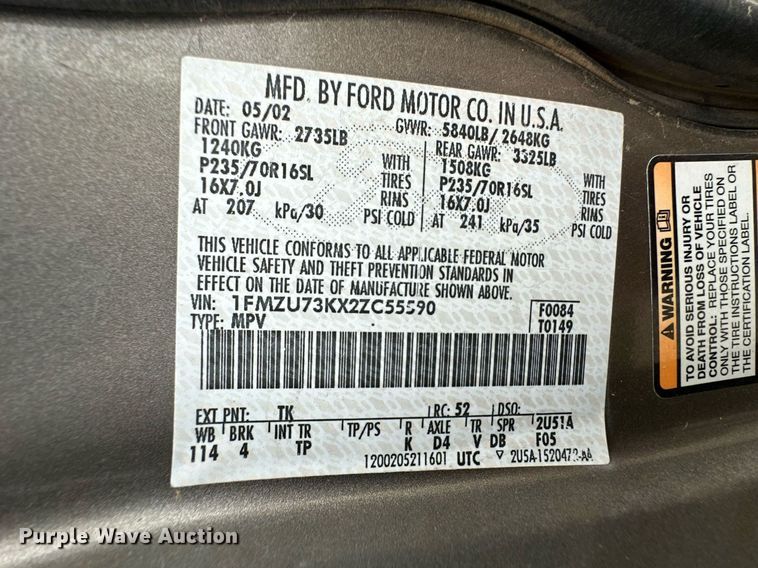 MFD. BY FORD MOTOR CO. IN U.S.A.
DATE: 05/02 GVWR: 5840LB/ 2648KG
FRONT GAWR: 2735LB REAR GAWR: 3325LB
1240KG WITH 1508KG WITH
P235/70R16SL TIRES P235/70R16SL TIRES
16X7.0J RIMS 16X7.0J RIMS
AT 207 kPa/30 PSI COLD AT 241 kPa/35 PSI COLD
THIS VEHICLE CONFORMS TO ALL APPLICABLE FEDERAL MOTOR
VEHICLE SAFETY AND THEFT PREVENTION STANDARDS IN
EFFECT ON THE DATE OF MANUFACTURE SHOWN ABOVE.
VIN: 1FMZU73KX2ZC55590 F0084
TYPE: MPV T0149
EXT PNT: TK RC: 52 DSO:
WB BRK INT TR TP/PS R AXLE TR SPR 2U51A
114 4 TP K D4 V DB F05
1200205211601 UTC ▽ 2U5A-1520472-AA
WARNING
TO AVOID SERIOUS INJURY OR
DEATH FROM LOSS OF VEHICLE
CONTROL: REPLACE YOUR TIRES
ONLY WITH THOSE SPECIFIED ON
THE TIRE INSTRUCTIONS LABEL OR
THE CERTIFICATION LABEL.
Purple Wave Auction